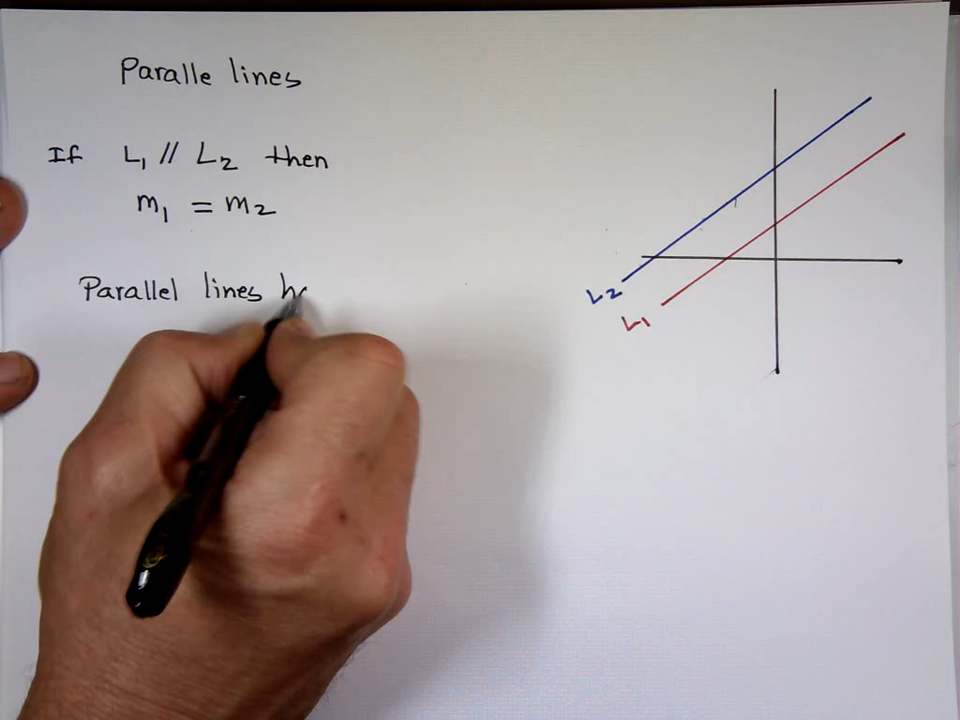 Paralle lines
If L₁ // L₂ then
m₁ = m₂
Parallel lines
L₂
L₁